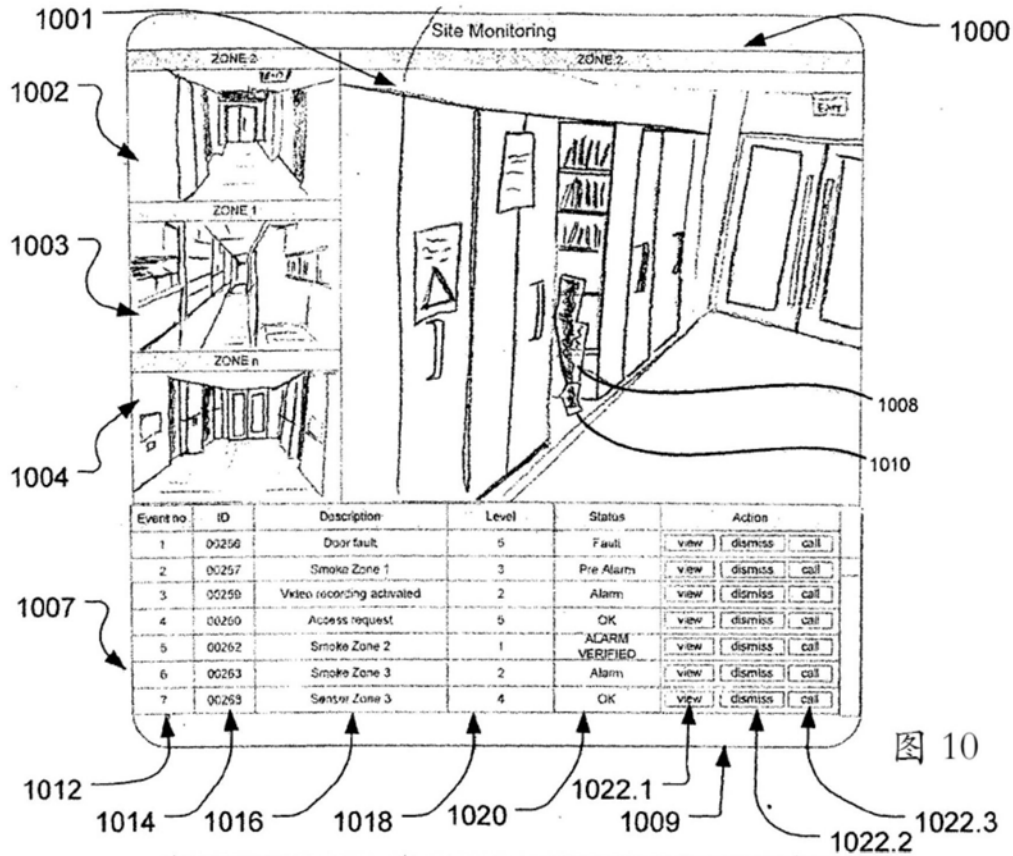 1001
Site Monitoring
1000
ZONE 2
ZONE 2
1002
EXIT
ZONE 1
1003
ZONE n
1008
1004
1010
Event no ID Description Level Status Action
1 00256 Door fault 5 Fault view dismiss call
2 00257 Smoke Zone 1 3 Pre Alarm view dismiss call
3 00259 Video recording activated 2 Alarm view dismiss call
4 00260 Access request 5 OK view dismiss call
5 00262 Smoke Zone 2 1 ALARM VERIFIED view dismiss call
6 00263 Smoke Zone 3 2 Alarm view dismiss call
7 00268 Sensor Zone 3 4 OK view dismiss call
1007
图 10
1012
1014
1016
1018
1020
1022.1
1009
1022.2
1022.3